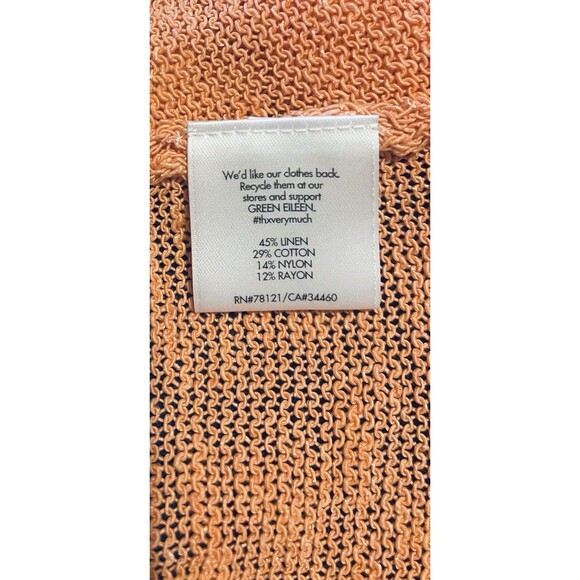 We'd like our clothes back.
Recycle them at our
stores and support
GREEN EILEEN.
#thxverymuch
45% LINEN
29% COTTON
14% NYLON
12% RAYON
RN#78121/CA#34460